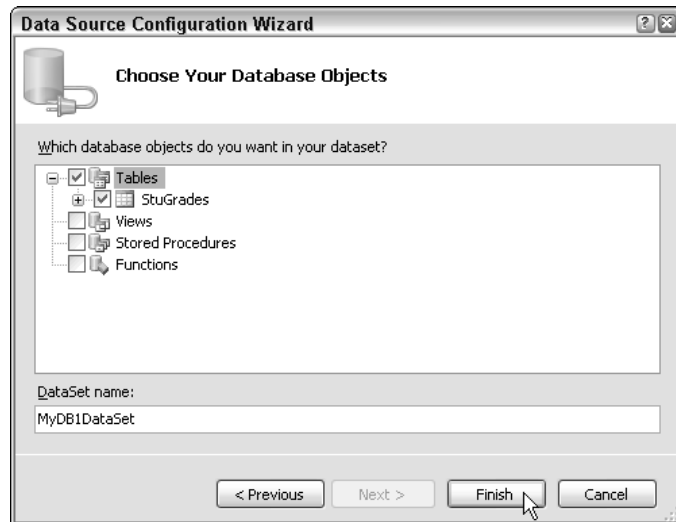 Data Source Configuration Wizard
Choose Your Database Objects
Which database objects do you want in your dataset?
Tables
StuGrades
Views
Stored Procedures
Functions
DataSet name:
MyDB1DataSet
< Previous
Next >
Finish
Cancel